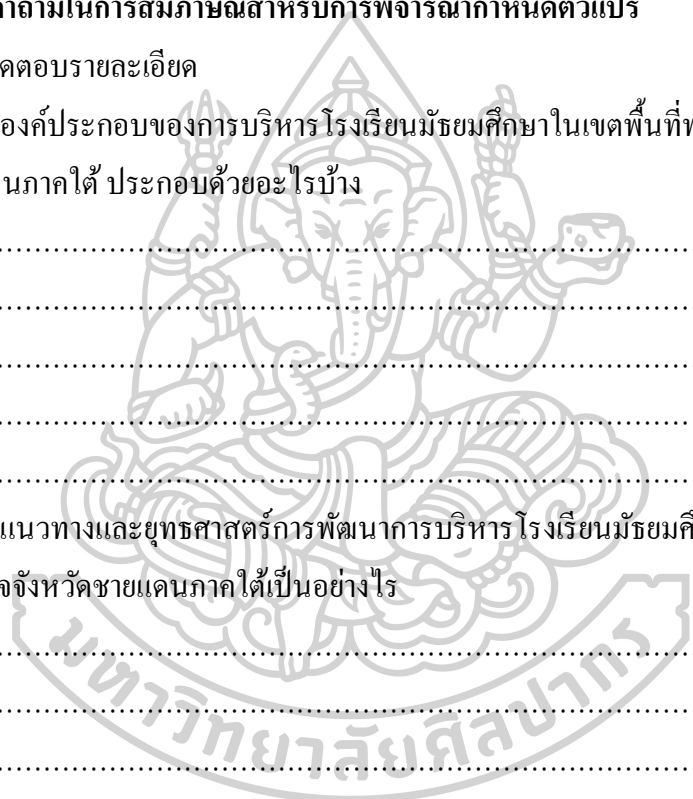 คำถามในการสัมภาษณ์สำหรับการพิจารณากำหนดตัวแปร
ดตอบรายละเอียด
องค์ประกอบของการบริหารโรงเรียนมัธยมศึกษาในเขตพื้นที่
นภาคใต้ ประกอบด้วยอะไรบ้าง
................................................................
................................................................
................................................................
................................................................
................................................................
แนวทางและยุทธศาสตร์การพัฒนาการบริหารโรงเรียนมัธยมศึ
จจังหวัดชายแดนภาคใต้เป็นอย่างไร
................................................................
................................................................
................................................................
มหาวิทยาลัยศิลปากร